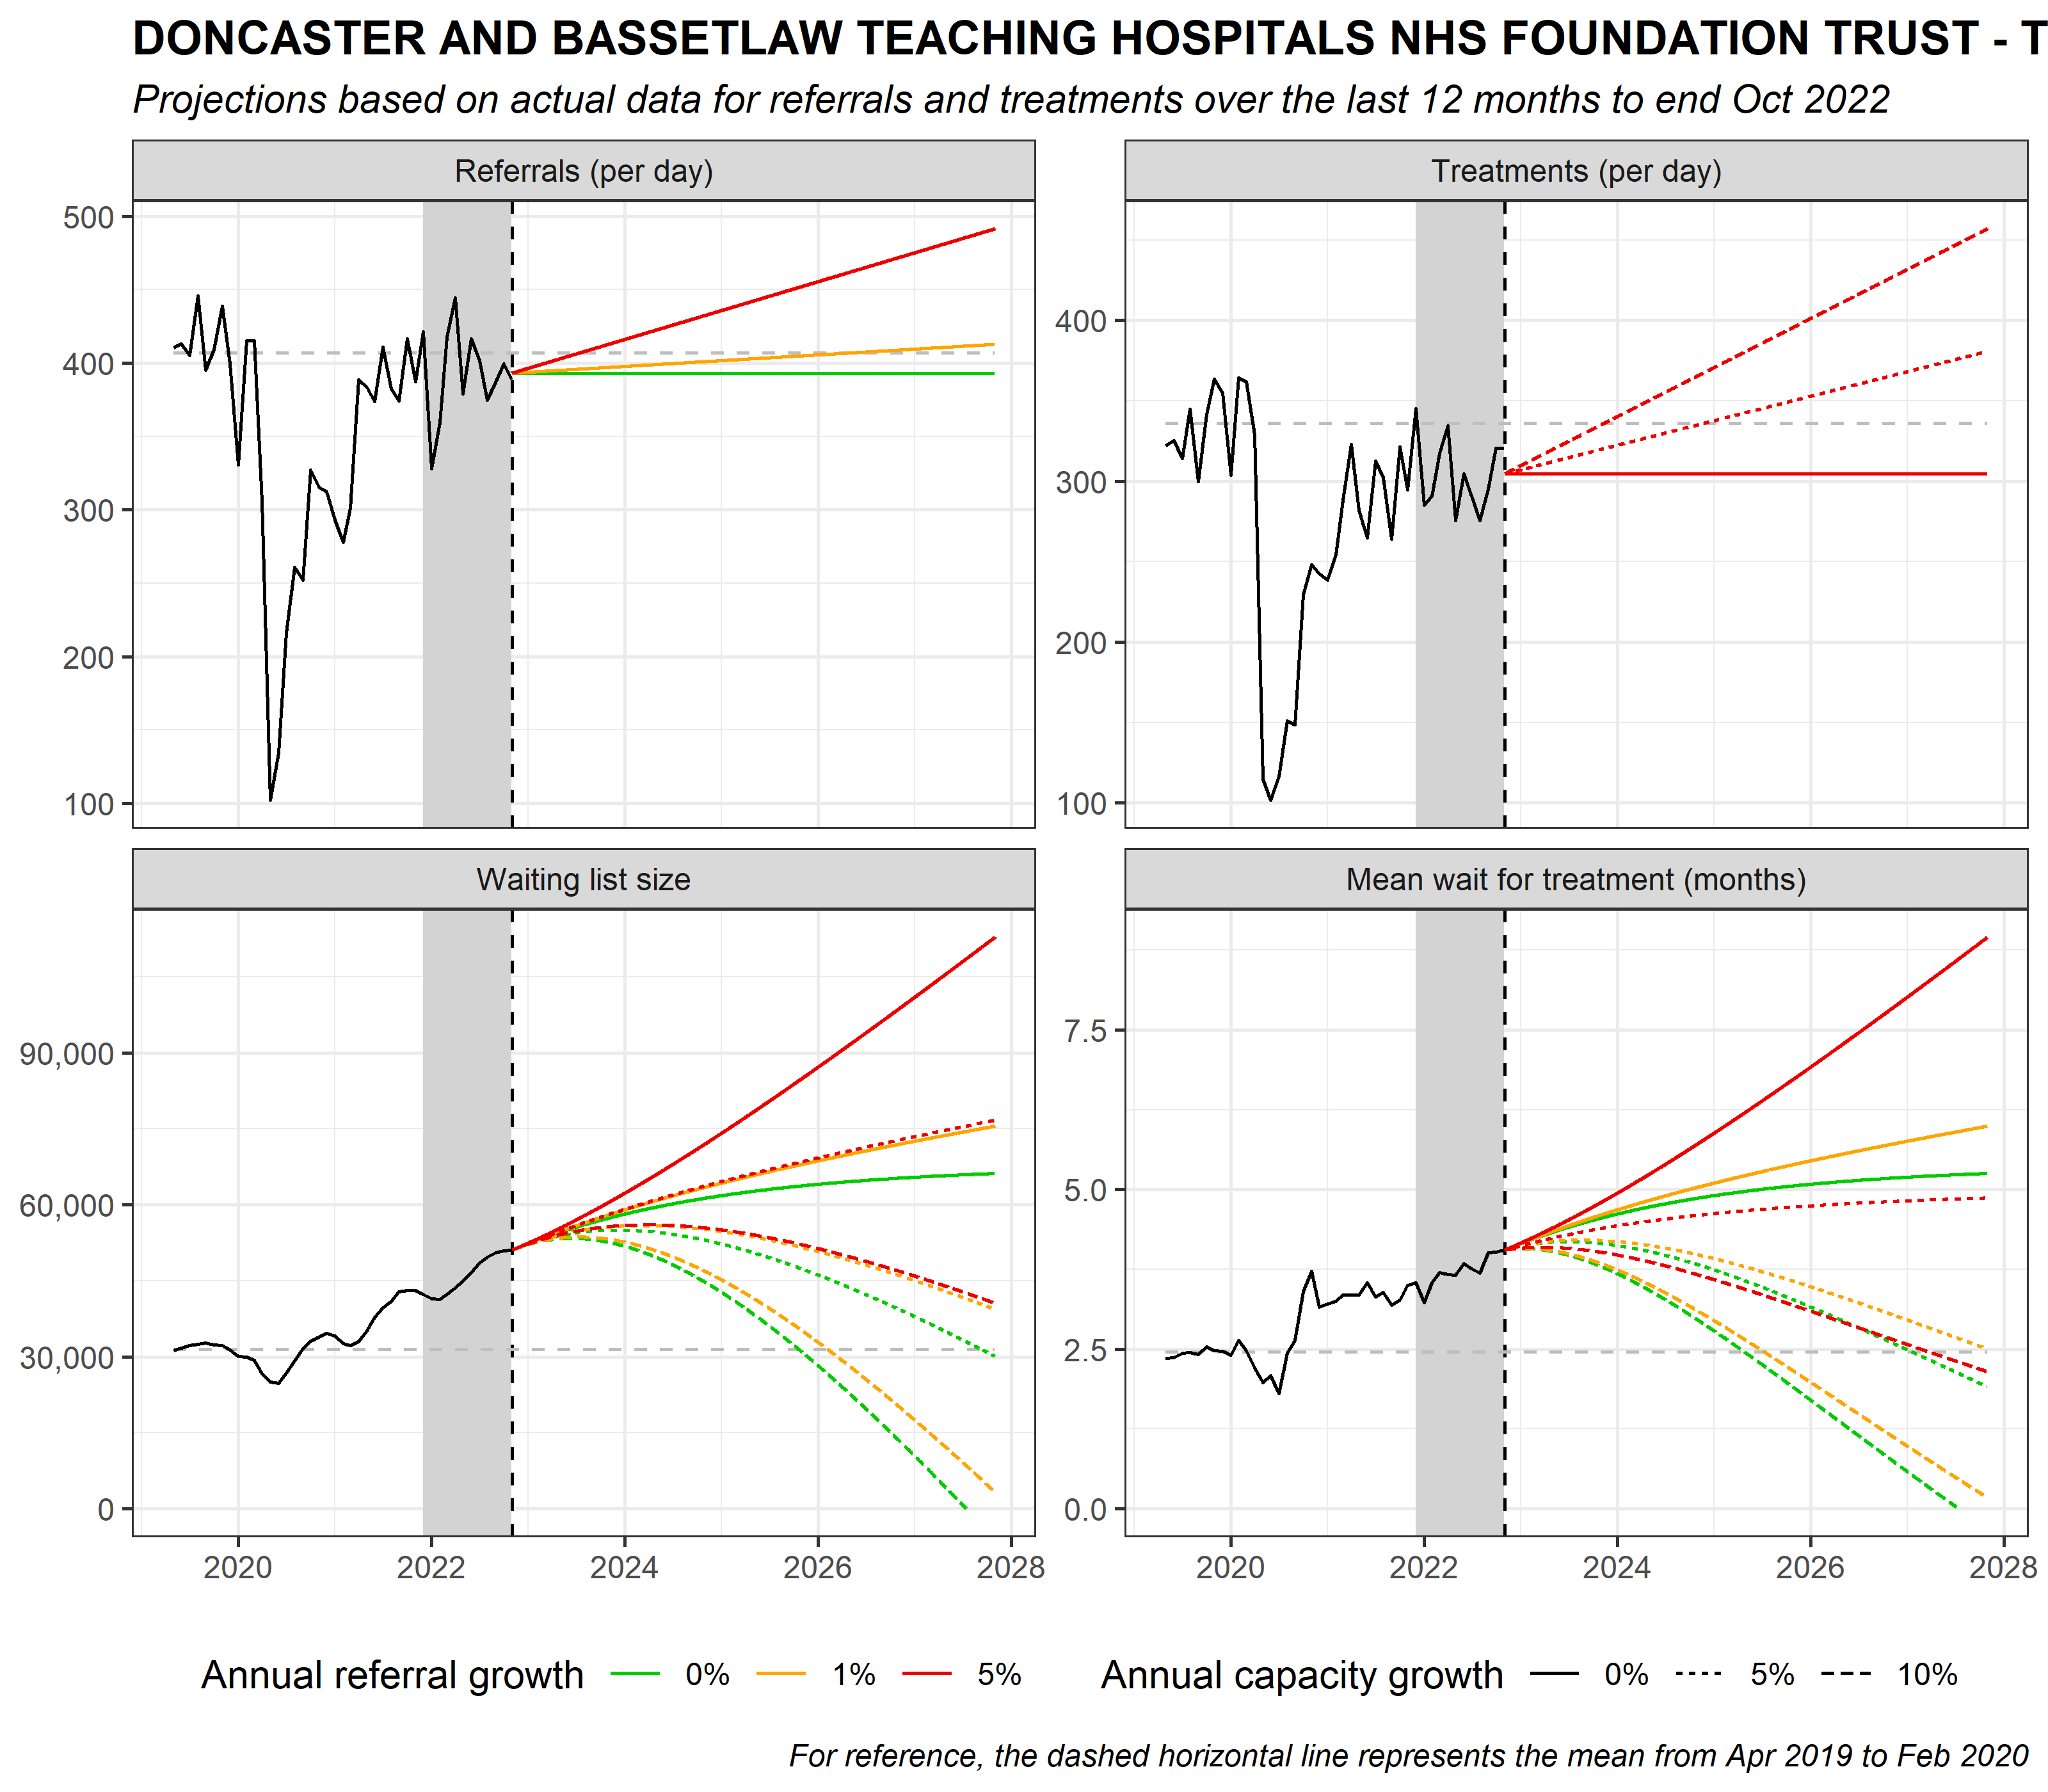 DONCASTER AND BASSETLAW TEACHING HOSPITALS NHS FOUNDATION TRUST - T
Projections based on actual data for referrals and treatments over the last 12 months to end Oct 2022
Referrals (per day)
Treatments (per day)
500
400
300
200
100
400
300
200
100
Waiting list size
Mean wait for treatment (months)
90,000
60,000
30,000
0
7.5
5.0
2.5
0.0
2020 2022 2024 2026 2028
2020 2022 2024 2026 2028
Annual referral growth 0% 1% 5%
Annual capacity growth 0% 5% 10%
For reference, the dashed horizontal line represents the mean from Apr 2019 to Feb 2020